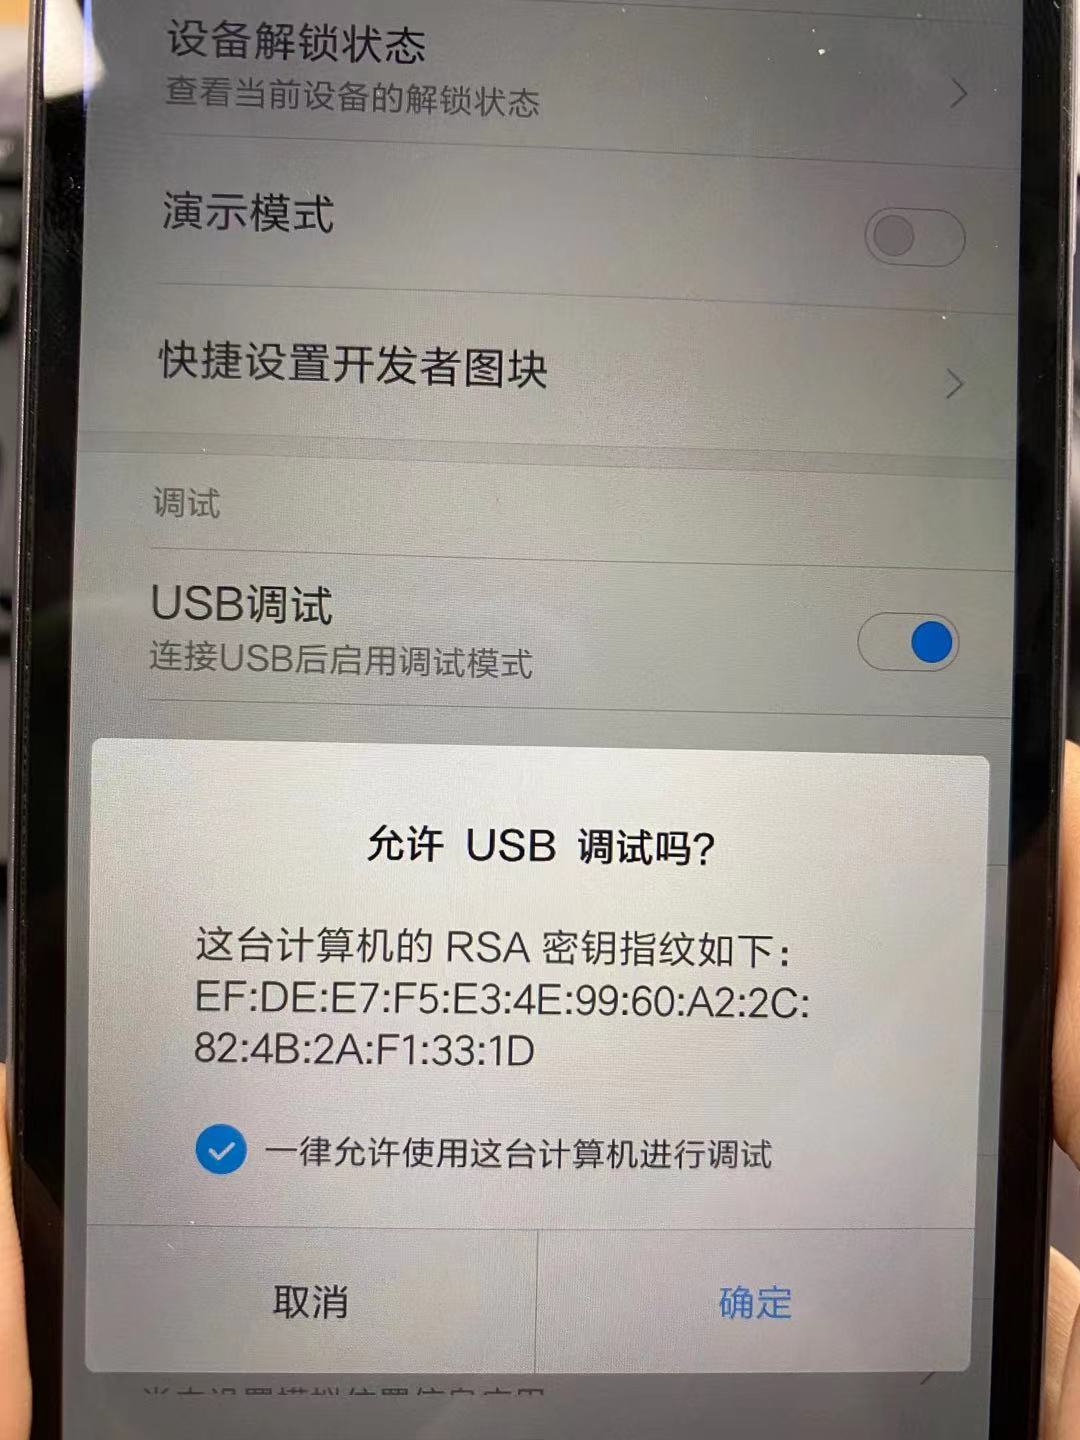 设备解锁状态
查看当前设备的解锁状态
演示模式
快捷设置开发者图块
调试
USB调试
连接USB后启用调试模式
允许 USB 调试吗?
这台计算机的 RSA 密钥指纹如下:
EF:DE:E7:F5:E3:4E:99:60:A2:2C:
82:4B:2A:F1:33:1D
一律允许使用这台计算机进行调试
取消
确定